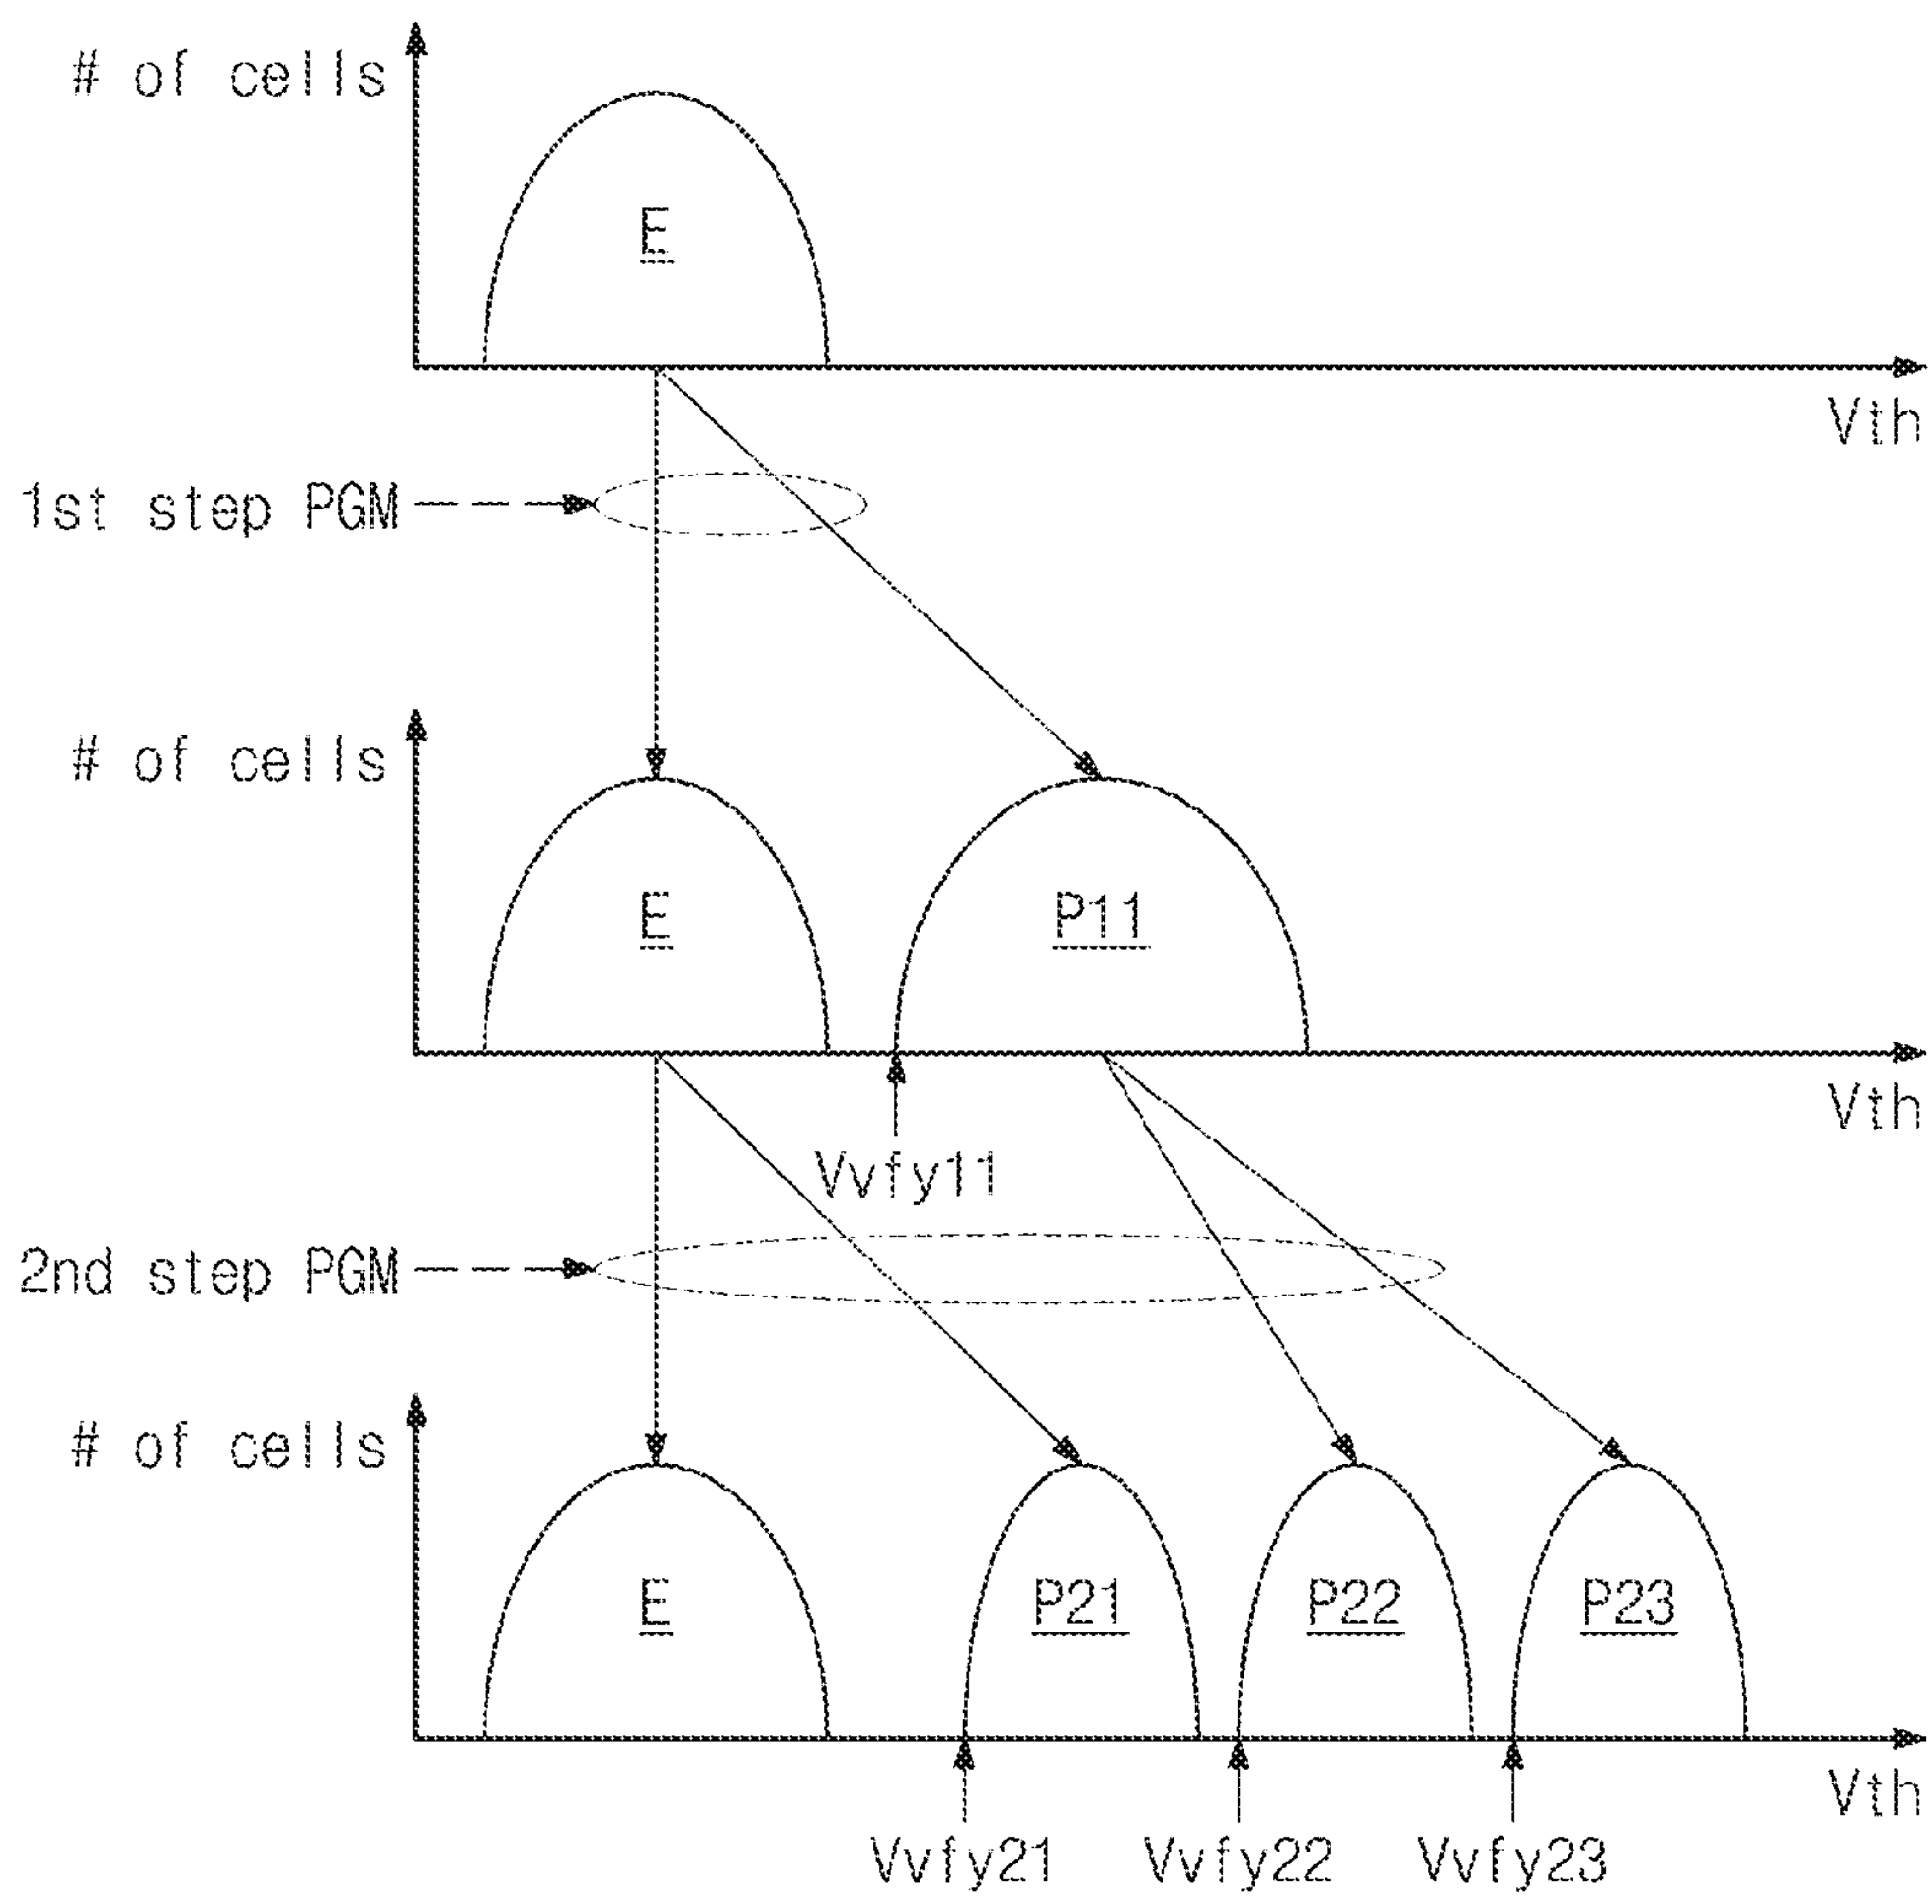 # of cells
E
Vth
1st step PGM
# of cells
E
P11
Vth
Vvfy11
2nd step PGM
# of cells
E
P21
P22
P23
Vth
Vvfy21
Vvfy22
Vvfy23